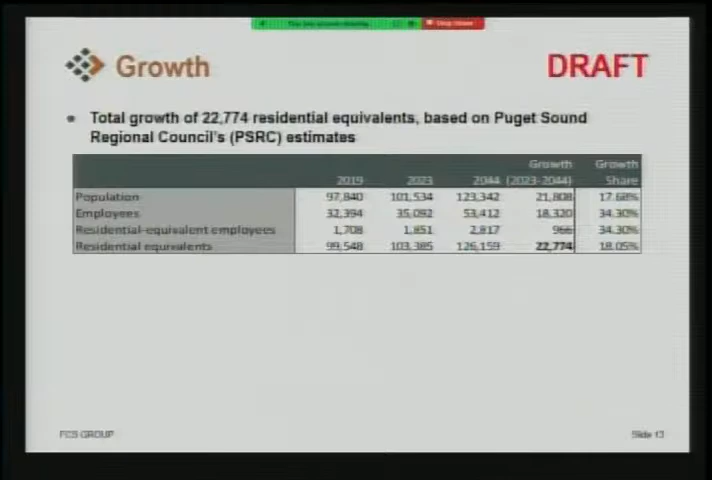 Stop Share
Growth
DRAFT
Total growth of 22,774 residential equivalents, based on Puget Sound
Regional Council's (PSRC) estimates
Growth Growth
2019 2023 2044 (2023-2044) Share
Population 97,840 101,534 123,342 21,808 17.68%
Employees 32,394 35,092 53,412 18,320 34.30%
Residential-equivalent employees 1,708 1,851 2,817 966 34.30%
Residential equivalents 99,548 103,385 126,159 22,774 18.05%
FCS GROUP
Slide 13